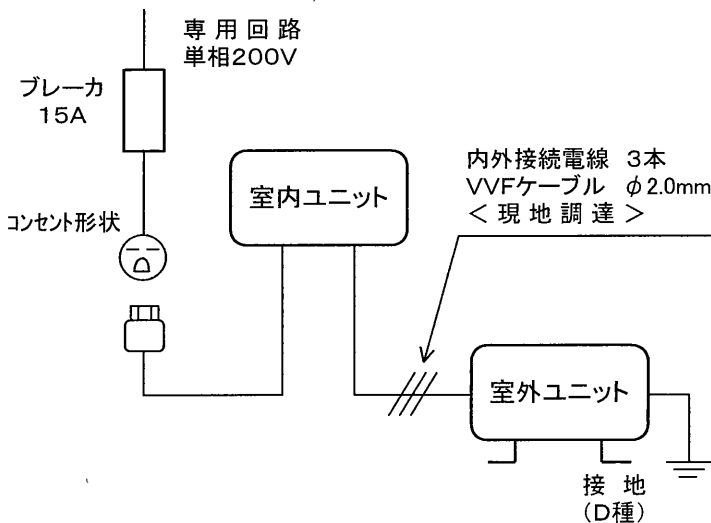 専用回路
単相200V
ブレーカ
15A
コンセント形状
室内ユニット
内外接続電線 3本
VVFケーブル φ2.0mm
<現地調達>
室外ユニット
接地
(D種)